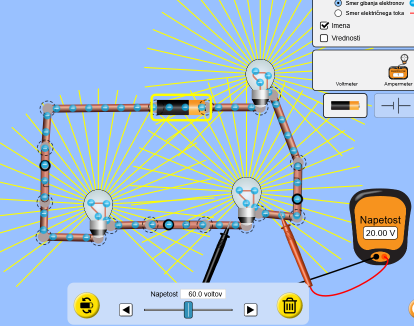 Smer gibanja elektronov
Smer električnega toka
Imena
Vrednosti
Voltmeter
Ampermeter
Napetost
20.00 V
Napetost 60.0 voltov